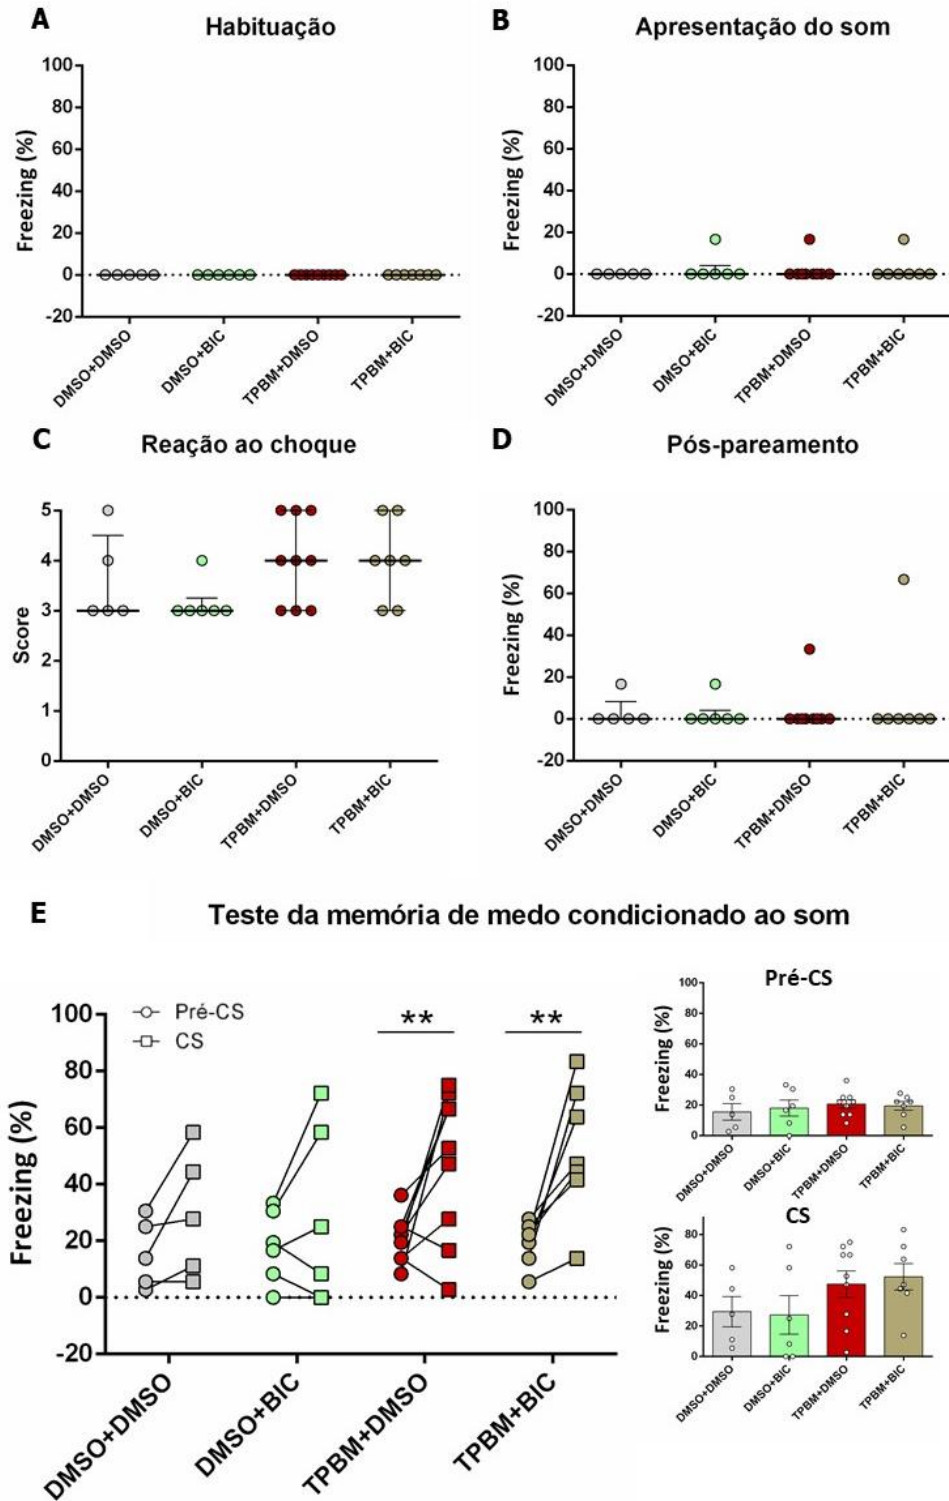 A
Habituação
Freezing (%)
100
80
60
40
20
0
-20
DMSO+DMSO
DMSO+BIC
TPBM+DMSO
TPBM+BIC
B
Apresentação do som
Freezing (%)
100
80
60
40
20
0
-20
DMSO+DMSO
DMSO+BIC
TPBM+DMSO
TPBM+BIC
C
Reação ao choque
Score
5
4
3
2
1
0
DMSO+DMSO
DMSO+BIC
TPBM+DMSO
TPBM+BIC
D
Pós-pareamento
Freezing (%)
100
80
60
40
20
0
-20
DMSO+DMSO
DMSO+BIC
TPBM+DMSO
TPBM+BIC
E
Teste da memória de medo condicionado ao som
Freezing (%)
100
80
60
40
20
0
-20
Pré-CS
CS
**
**
DMSO+DMSO
DMSO+BIC
TPBM+DMSO
TPBM+BIC
Pré-CS
Freezing (%)
100
80
60
40
20
0
DMSO+DMSO
DMSO+BIC
TPBM+DMSO
TPBM+BIC
CS
Freezing (%)
80
60
40
20
0
DMSO+DMSO
DMSO+BIC
TPBM+DMSO
TPBM+BIC